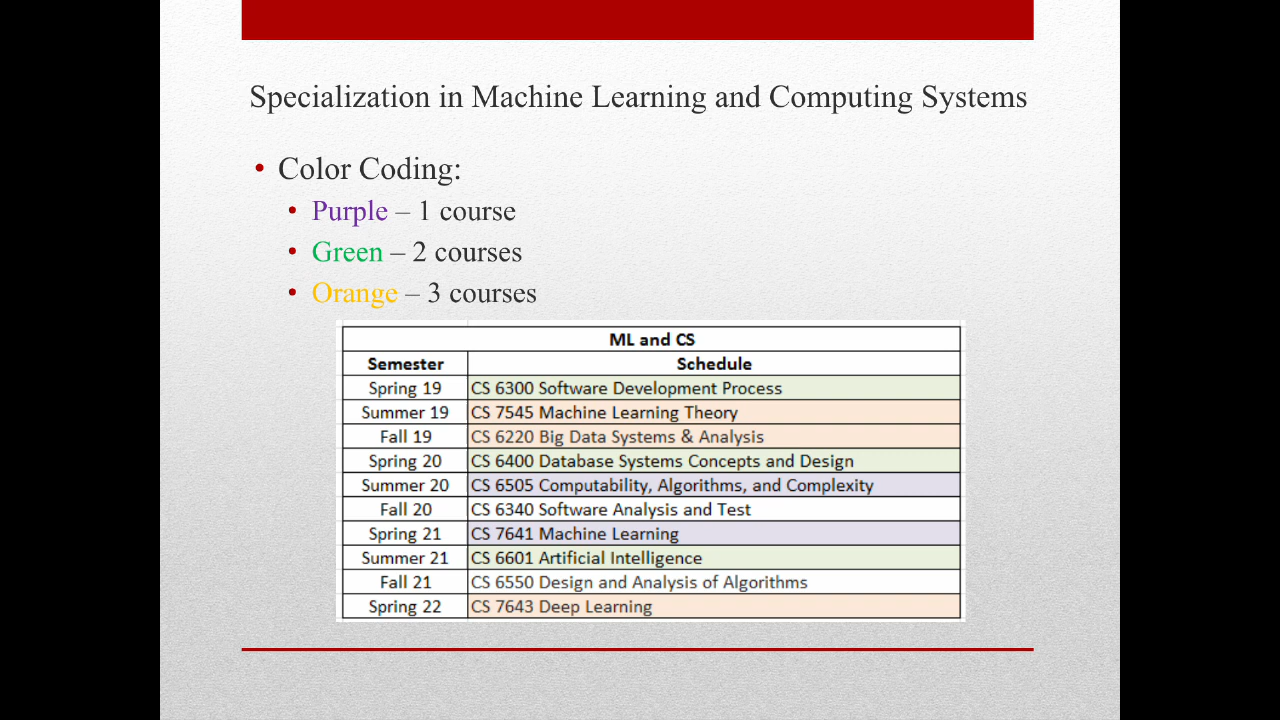 Specialization in Machine Learning and Computing Systems
• Color Coding:
• Purple – 1 course
• Green – 2 courses
• Orange – 3 courses
ML and CS
Semester Schedule
Spring 19 CS 6300 Software Development Process
Summer 19 CS 7545 Machine Learning Theory
Fall 19 CS 6220 Big Data Systems & Analysis
Spring 20 CS 6400 Database Systems Concepts and Design
Summer 20 CS 6505 Computability, Algorithms, and Complexity
Fall 20 CS 6340 Software Analysis and Test
Spring 21 CS 7641 Machine Learning
Summer 21 CS 6601 Artificial Intelligence
Fall 21 CS 6550 Design and Analysis of Algorithms
Spring 22 CS 7643 Deep Learning